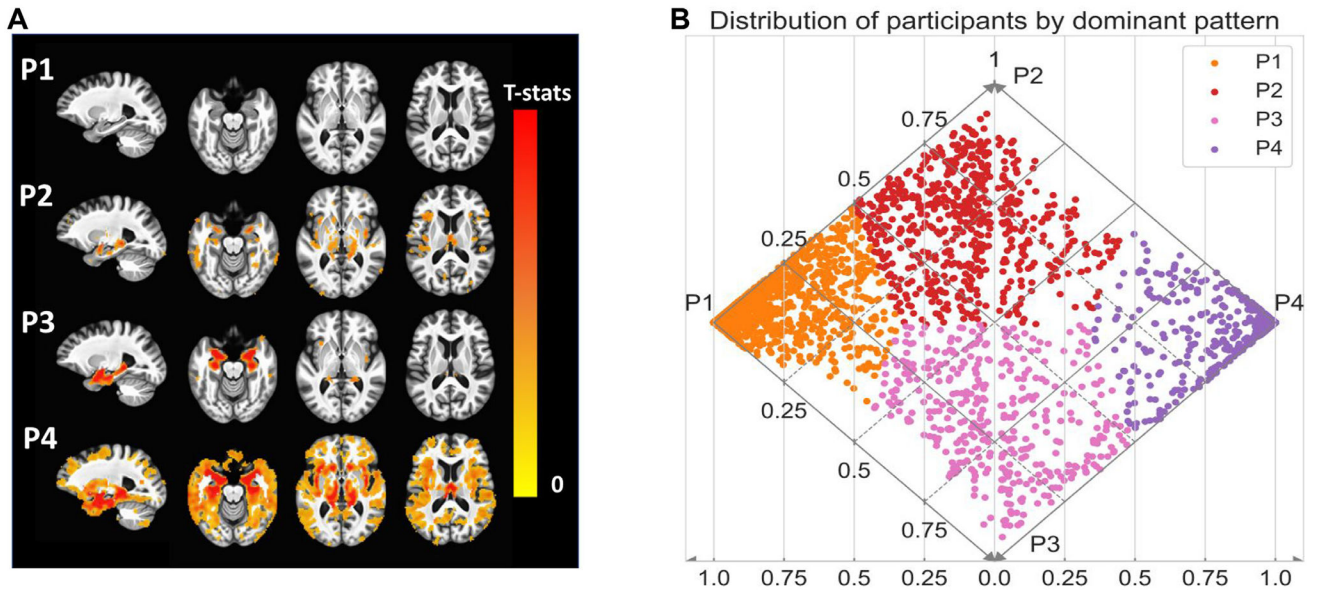 A
P1
P2
P3
P4
T-stats
0
B Distribution of participants by dominant pattern
P1
P2
P3
P4
1
P2
0.75
0.5
0.25
P1
P4
0.25
0.5
0.75
P3
1.0 0.75 0.5 0.25 0.0 0.25 0.5 0.75 1.0